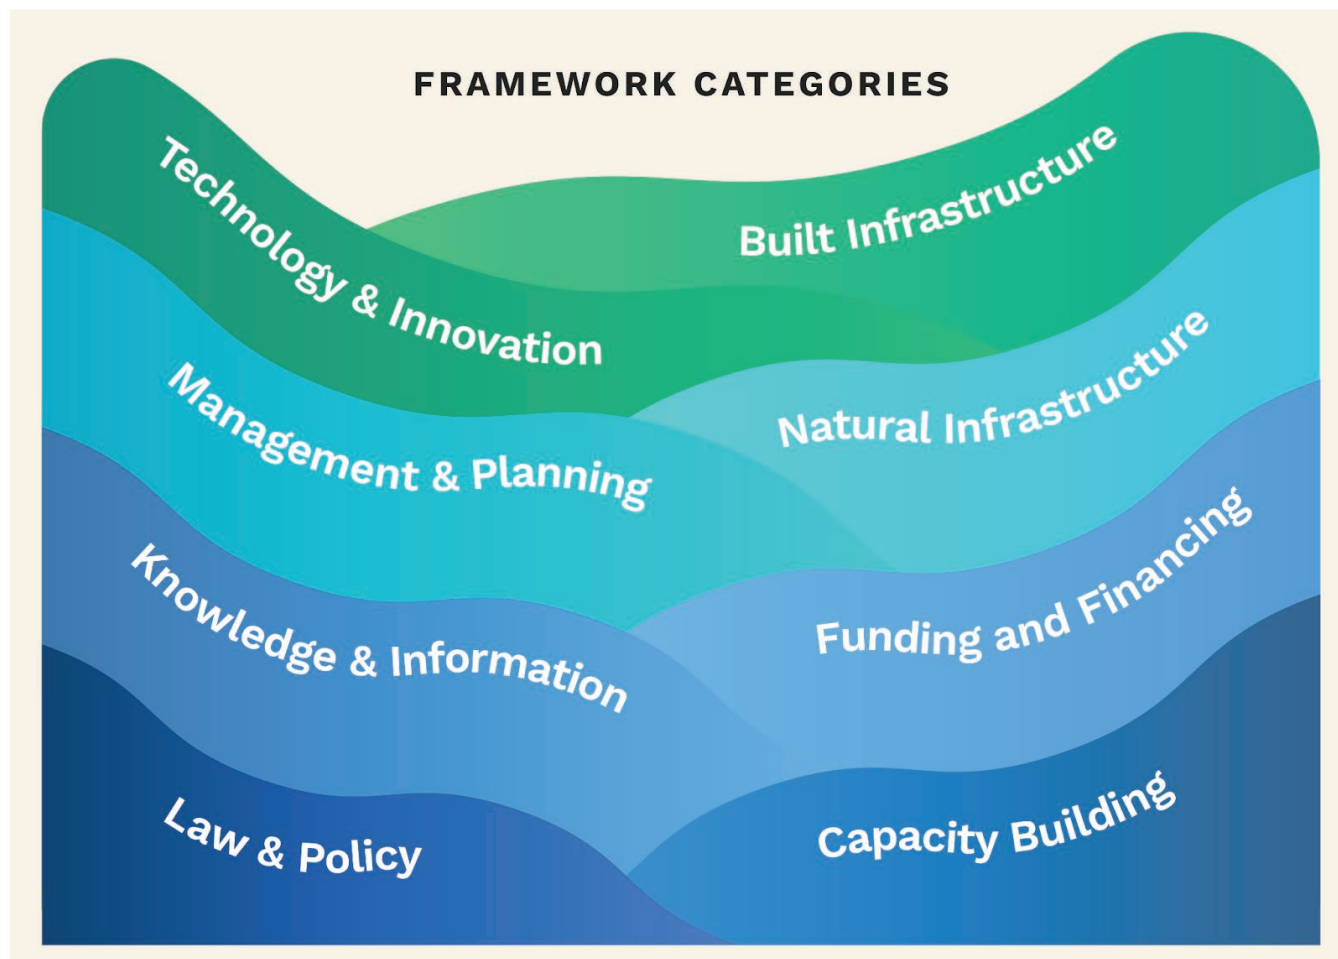 FRAMEWORK CATEGORIES
Technology & Innovation
Built Infrastructure
Management & Planning
Natural Infrastructure
Knowledge & Information
Funding and Financing
Law & Policy
Capacity Building